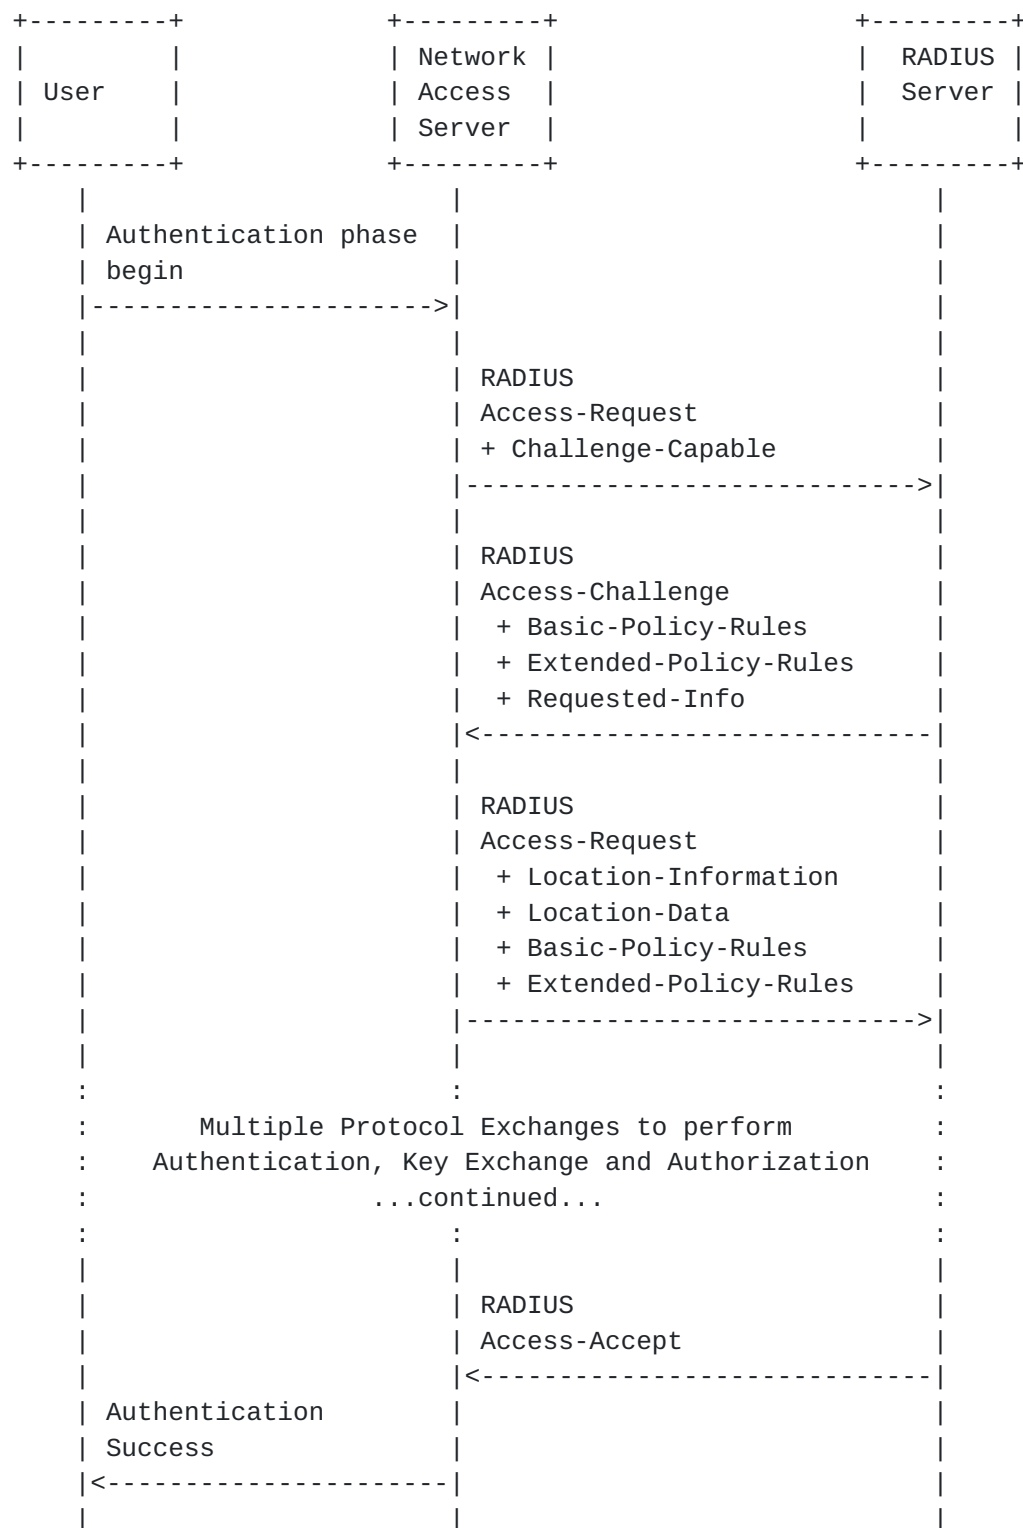 +---------+             +---------+                   +---------+
|         |             | Network |                   |  RADIUS |
| User    |             | Access  |                   |  Server |
|         |             | Server  |                   |         |
+---------+             +---------+                   +---------+
    |                       |                              |
    | Authentication phase  |                              |
    | begin                 |                              |
    |---------------------->|                              |
    |                       |                              |
    |                       | RADIUS                       |
    |                       | Access-Request               |
    |                       | + Challenge-Capable          |
    |                       |----------------------------->|
    |                       |                              |
    |                       | RADIUS                       |
    |                       | Access-Challenge             |
    |                       |  + Basic-Policy-Rules        |
    |                       |  + Extended-Policy-Rules     |
    |                       |  + Requested-Info            |
    |                       |<-----------------------------|
    |                       |                              |
    |                       | RADIUS                       |
    |                       | Access-Request               |
    |                       |  + Location-Information      |
    |                       |  + Location-Data             |
    |                       |  + Basic-Policy-Rules        |
    |                       |  + Extended-Policy-Rules     |
    |                       |----------------------------->|
    |                       |                              |
    :                       :                              :
    :       Multiple Protocol Exchanges to perform         :
    :    Authentication, Key Exchange and Authorization    :
    :                  ...continued...                     :
    :                       :                              :
    |                       |                              |
    |                       | RADIUS                       |
    |                       | Access-Accept                |
    |                       |<-----------------------------|
    | Authentication        |                              |
    | Success               |                              |
    |<----------------------|                              |
    |                       |                              |